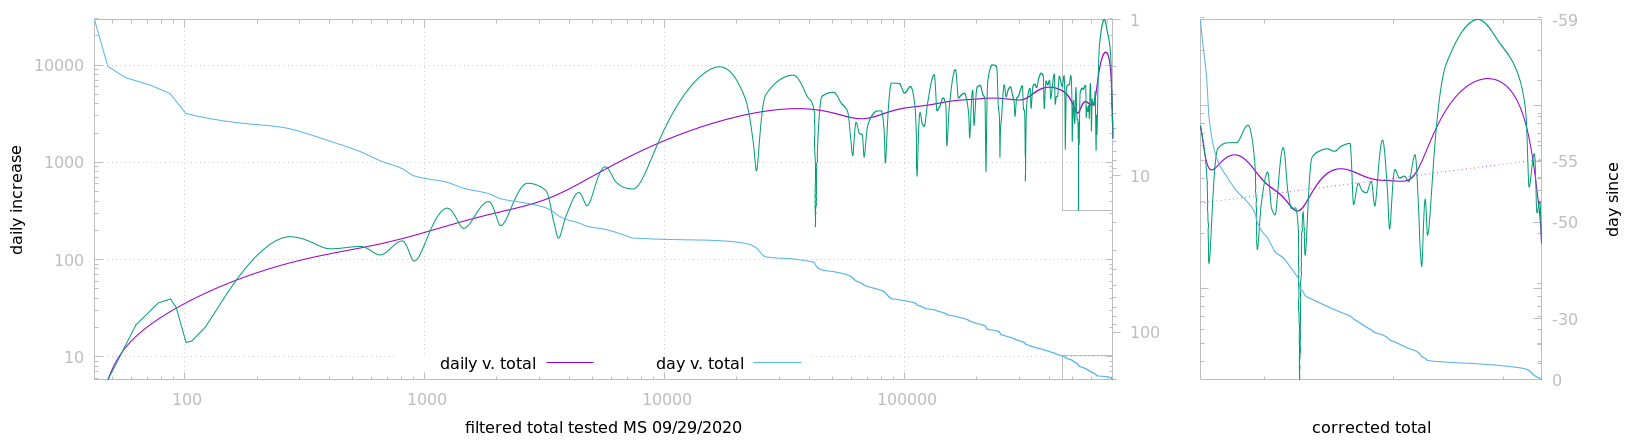 daily increase
10000
1000
100
10
100
1000
10000
100000
filtered total tested MS 09/29/2020
daily v. total
day v. total
1
10
100
-59
-55
-50
-30
0
day since
corrected total